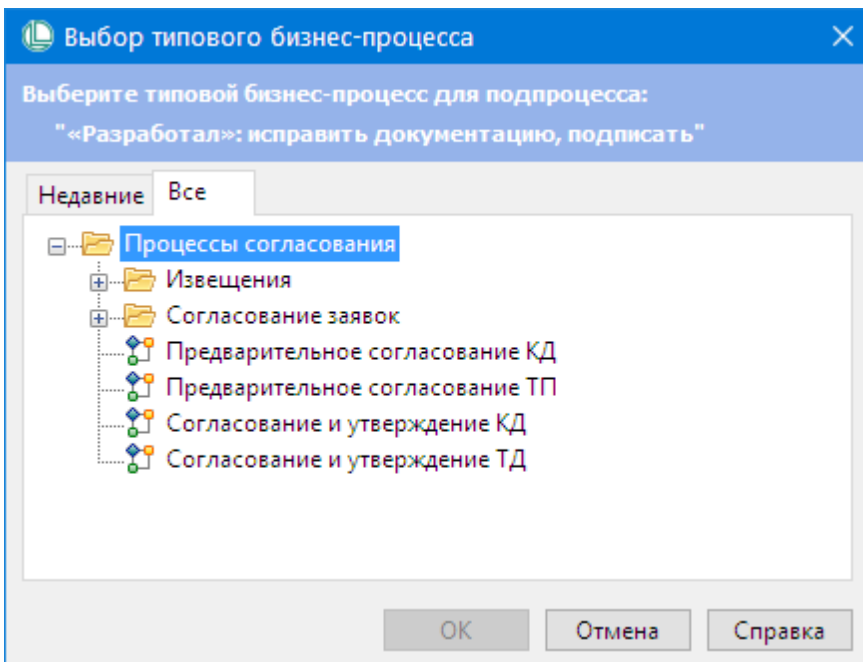 Выбор типового бизнес-процесса
Выберите типовой бизнес-процесс для подпроцесса:
"«Разработал»: исправить документацию, подписать"
Недавние Все
Процессы согласования
Извещения
Согласование заявок
Предварительное согласование КД
Предварительное согласование ТП
Согласование и утверждение КД
Согласование и утверждение ТД
ОК Отмена Справка